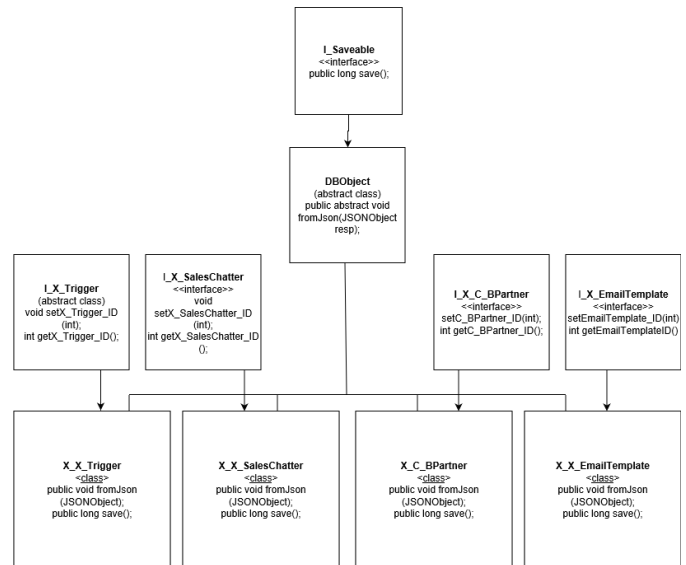 I_Saveable
<<interface>>
public long save();
DBObject
(abstract class)
public abstract void
fromJson(JSONObject
resp);
I_X_Trigger
(abstract class)
void setX_Trigger_ID
(int);
int getX_Trigger_ID();
I_X_SalesChatter
<<interface>>
void
setX_SalesChatter_ID
(int);
int getX_SalesChatter_ID
();
I_X_C_BPartner
<<interface>>
setC_BPartner_ID(int);
int getC_BPartner_ID();
I_X_EmailTemplate
<<interface>>
setEmailTemplate_ID(int)
int getEmailTemplateID()
X_X_Trigger
<class>
public void fromJson
(JSONObject);
public long save();
X_X_SalesChatter
<class>
public void fromJson
(JSONObject);
public long save();
X_C_BPartner
<class>
public void fromJson
(JSONObject);
public long save();
X_X_EmailTemplate
<class>
public void fromJson
(JSONObject);
public long save();